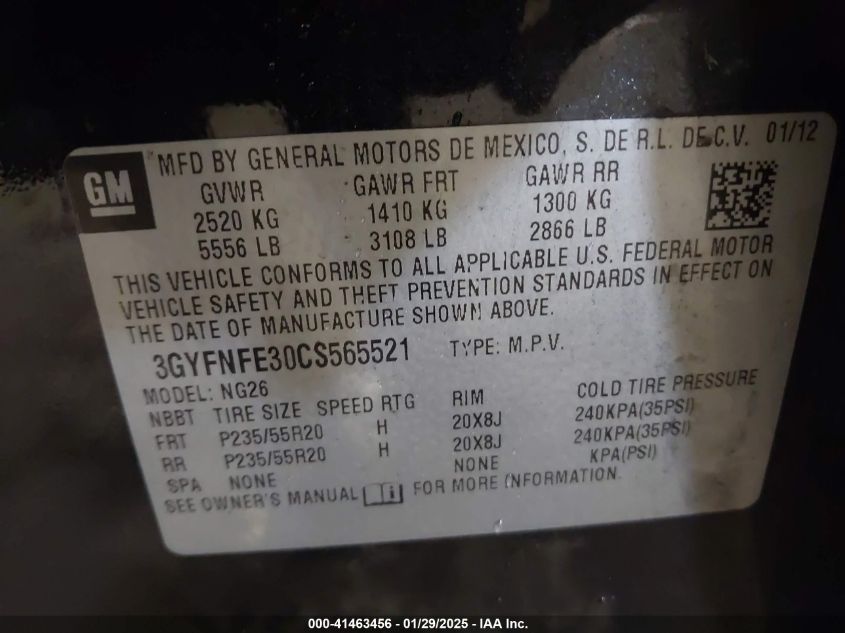 GM
MFD BY GENERAL MOTORS DE MEXICO, S. DE R.L. DE C.V. 01/12
GVWR GAWR FRT GAWR RR
2520 KG 1410 KG 1300 KG
5556 LB 3108 LB 2866 LB
THIS VEHICLE CONFORMS TO ALL APPLICABLE U.S. FEDERAL MOTOR
VEHICLE SAFETY AND THEFT PREVENTION STANDARDS IN EFFECT ON
THE DATE OF MANUFACTURE SHOWN ABOVE.
3GYFNFE30CS565521 TYPE: M.P.V.
MODEL: NG26
NBBT TIRE SIZE SPEED RTG RIM COLD TIRE PRESSURE
FRT P235/55R20 H 20X8J 240KPA(35PSI)
RR P235/55R20 H 20X8J 240KPA(35PSI)
SPA NONE NONE KPA(PSI)
SEE OWNER'S MANUAL FOR MORE INFORMATION.
000-41463456 - 01/29/2025 - IAA Inc.